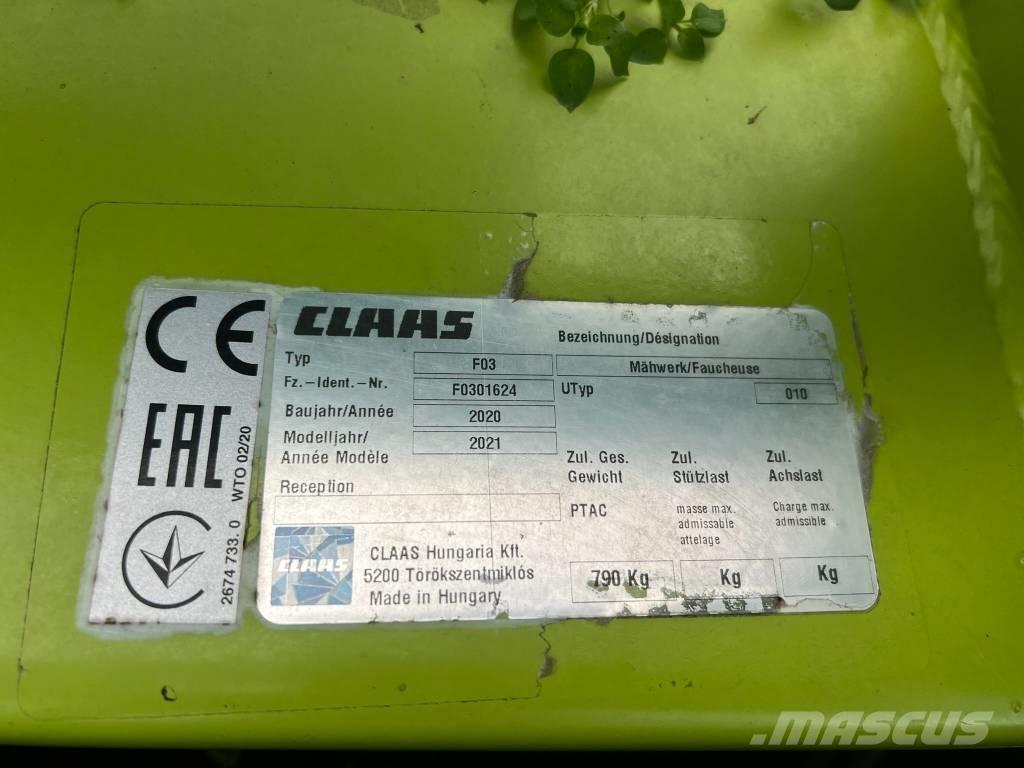 CE
EAC
2674 733. 0 WTO 02/20
CLAAS
Bezeichnung/Désignation
Typ F03 Mähwerk/Faucheuse
Fz.-Ident.-Nr. F0301624 UTyp 010
Baujahr/Année 2020
Modelljahr/
Année Modèle 2021
Reception
Zul. Ges.
Gewicht
PTAC
790 Kg
Zul.
Stützlast
masse max.
admissable
attelage
Kg
Zul.
Achslast
Charge max.
admissible
Kg
CLAAS
CLAAS Hungaria Kft.
5200 Törökszentmiklós
Made in Hungary
MASCUS